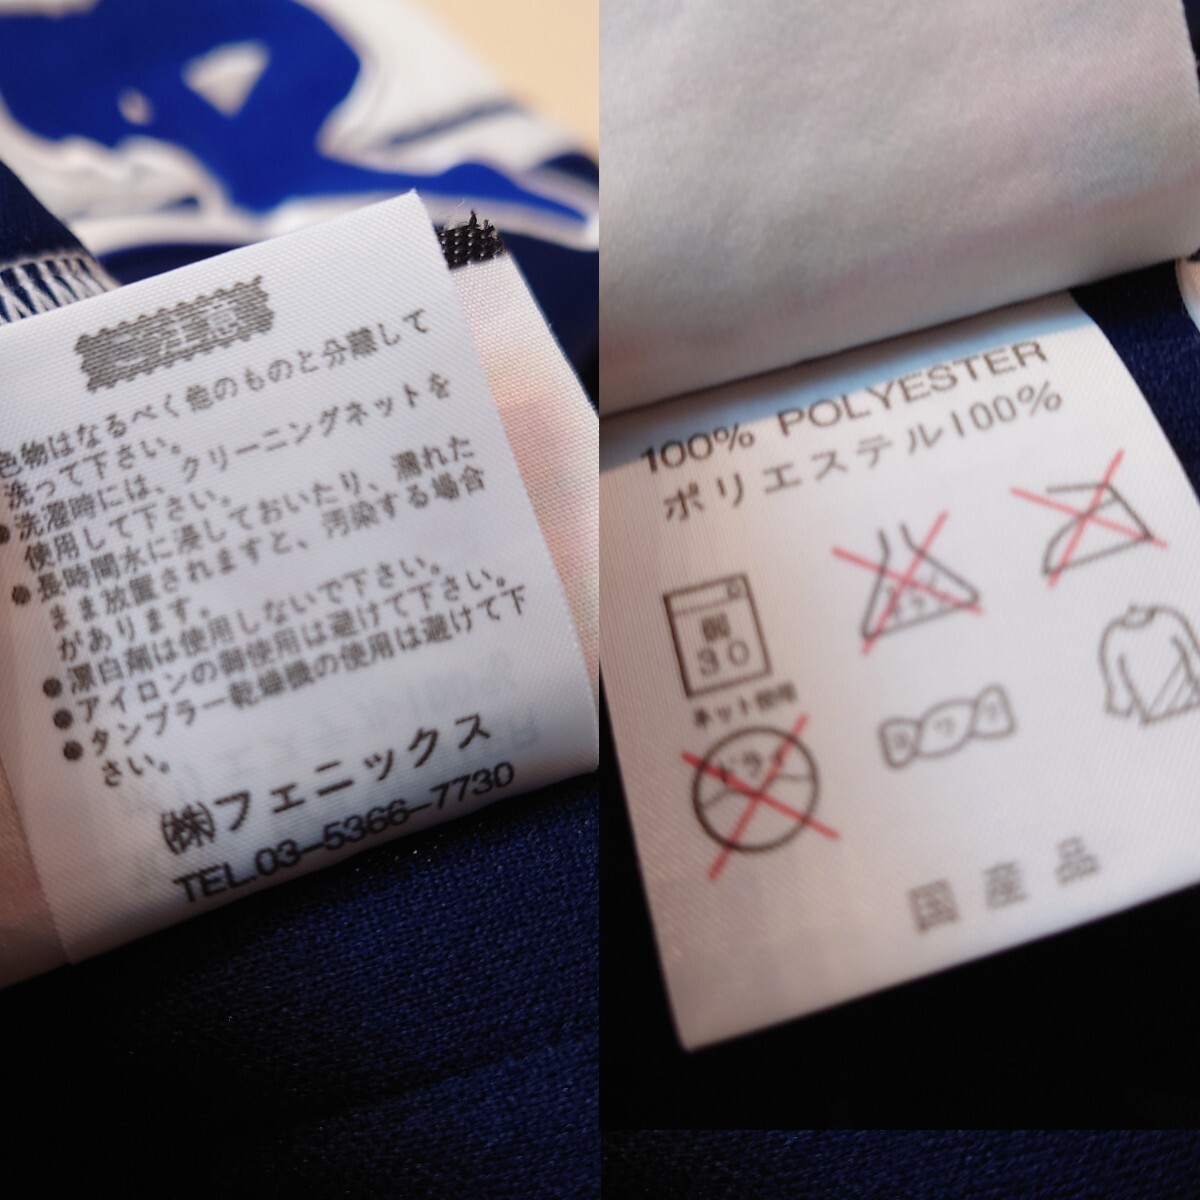 色物はなるべく他のものと分離して
洗って下さい。
●洗濯時には、クリーニングネットを
使用して下さい。
●長時間水に浸しておいたり、濡れた
まま放置されますと、汚染する場合
があります。
●漂白剤は使用しないで下さい。
●アイロンの御使用は避けて下さい。
●タンブラー乾燥機の使用は避けて下
さい。
㈱フェニックス
TEL.03-5366-7730
100% POLYESTER
ポリエステル100%
弱
30
ネット使用
ドライ
国産品